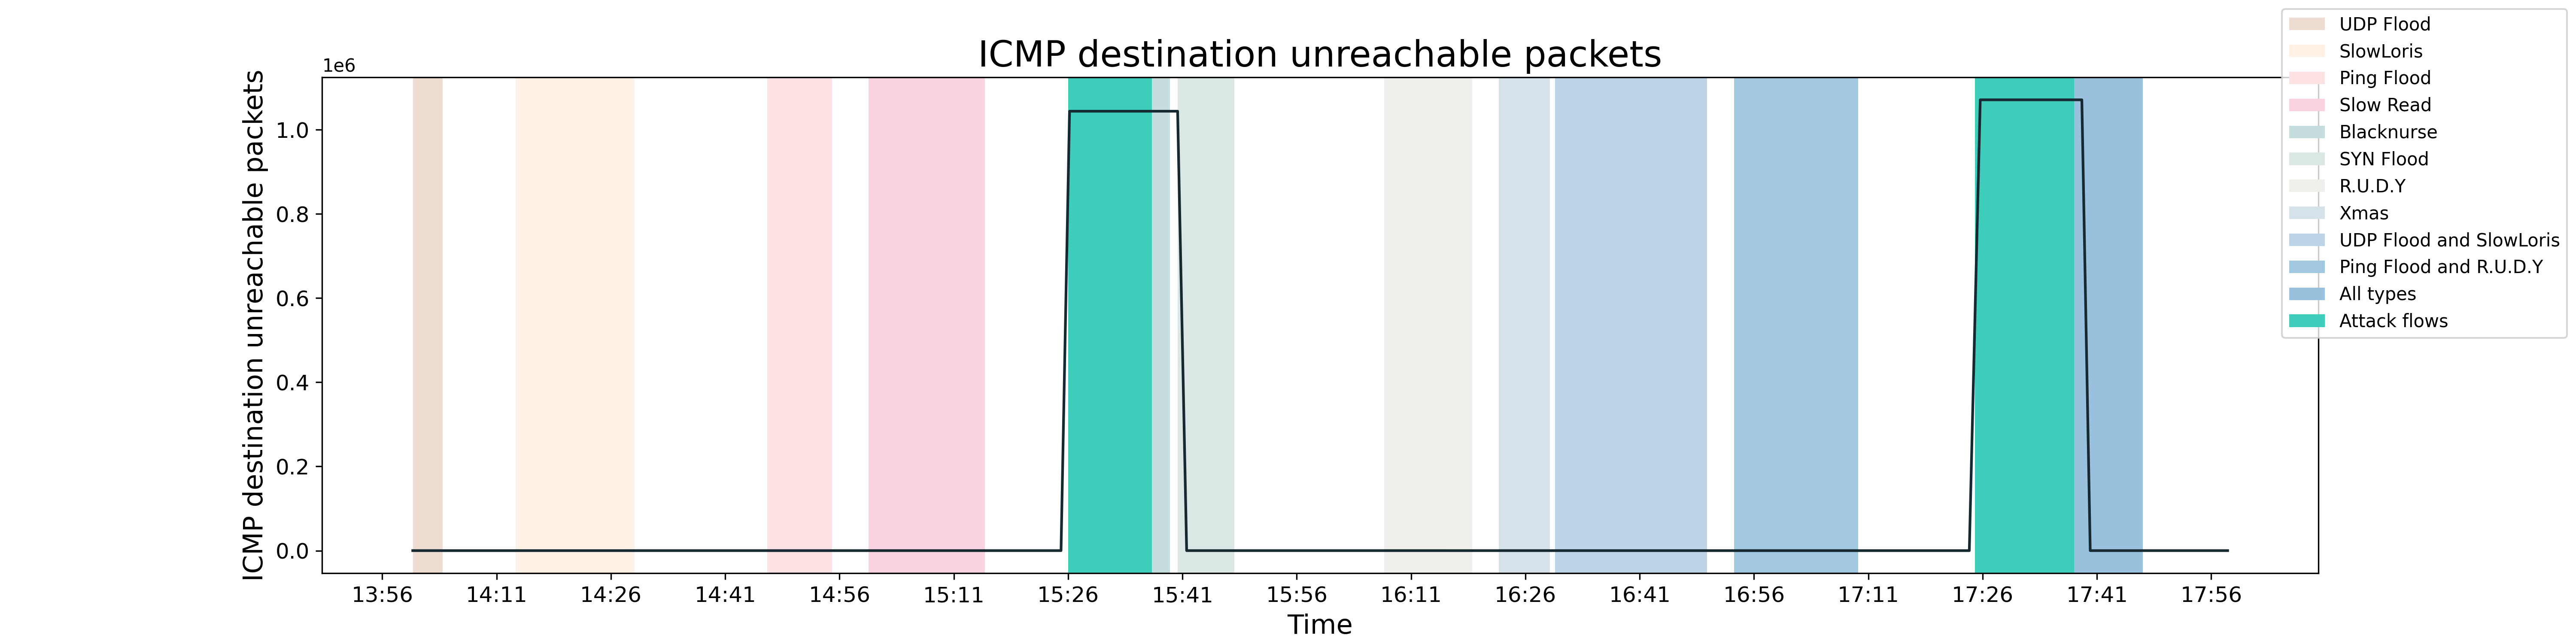 ICMP destination unreachable packets
1e6
ICMP destination unreachable packets
1.0
0.8
0.6
0.4
0.2
0.0
13:56 14:11 14:26 14:41 14:56 15:11 15:26 15:41 15:56 16:11 16:26 16:41 16:56 17:11 17:26 17:41 17:56
Time
UDP Flood
SlowLoris
Ping Flood
Slow Read
Blacknurse
SYN Flood
R.U.D.Y
Xmas
UDP Flood and SlowLoris
Ping Flood and R.U.D.Y
All types
Attack flows